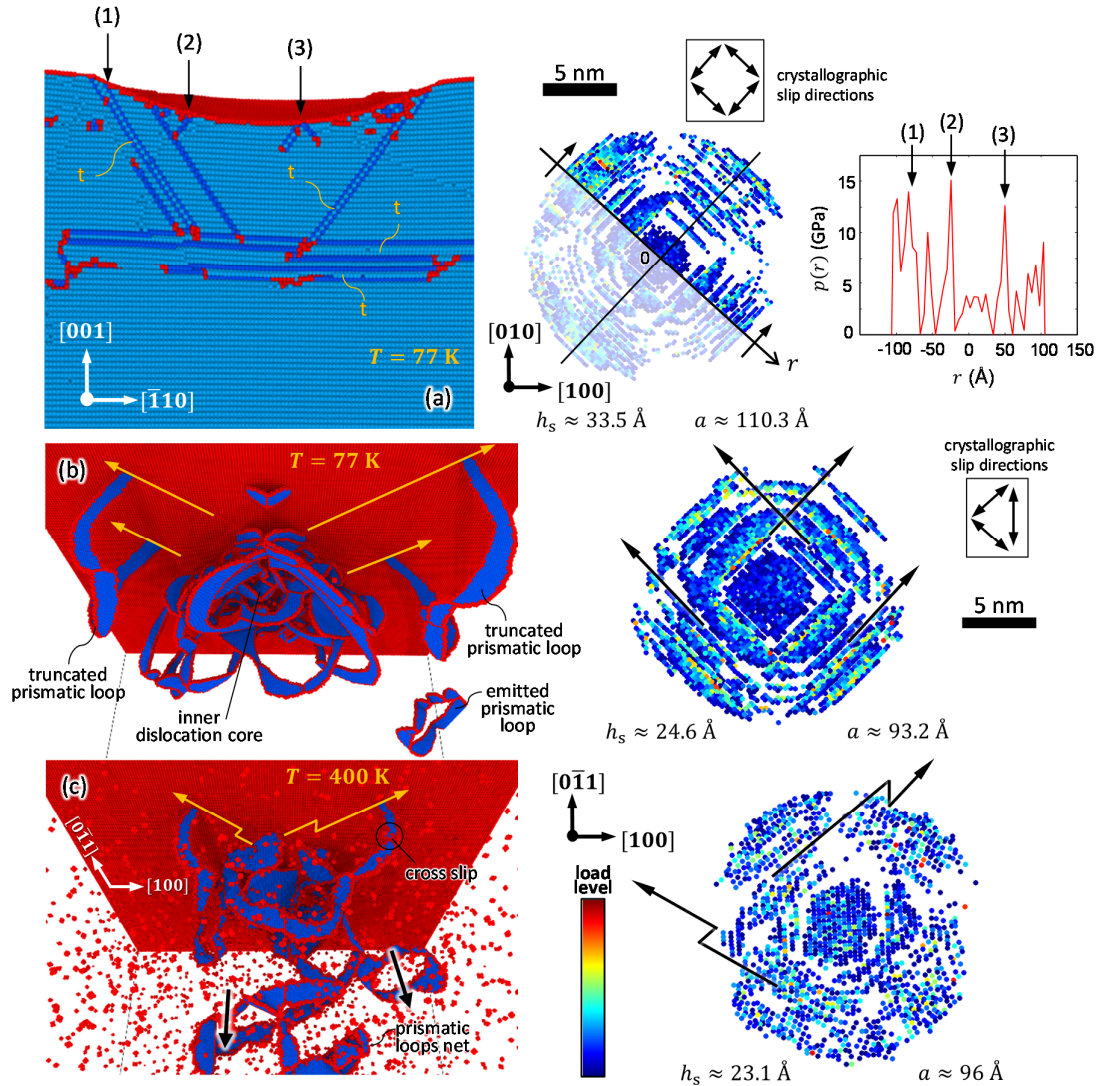 (1)
(2)
(3)
t
t
t
t
[001]
[1̅10]
T = 77 K
(a)
5 nm
crystallographic
slip directions
0
r
[010]
[100]
hₛ ≈ 33.5 Å
a ≈ 110.3 Å
(1)
(2)
(3)
15
10
5
0
p(r) (GPa)
-100
-50
0
50
100
150
r (Å)
(b)
T = 77 K
truncated
prismatic loop
inner
dislocation core
truncated
prismatic loop
emitted
prismatic
loop
crystallographic
slip directions
5 nm
hₛ ≈ 24.6 Å
a ≈ 93.2 Å
(c)
T = 400 K
[01̅1]
[100]
cross slip
prismatic
loops net
[01̅1]
[100]
load
level
hₛ ≈ 23.1 Å
a ≈ 96 Å